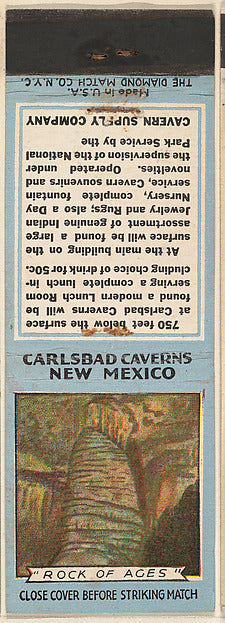 CARLSBAD CAVERNS
NEW MEXICO
"ROCK OF AGES"
CLOSE COVER BEFORE STRIKING MATCH
750 feet below the surface
at Carlsbad Caverns will be
found a modern Lunch Room
serving a complete lunch in-
cluding choice of drink for 50c.
At the main building on the
surface will be found a large
assortment of genuine Indian
Jewelry and Rugs; also a Day
Nursery, complete fountain
service, Cavern souvenirs and
novelties. Operated under
the supervision of the National
Park Service by the
CAVERN SUPPLY COMPANY
THE DIAMOND MATCH CO. N.Y.C.
Made in U.S.A.